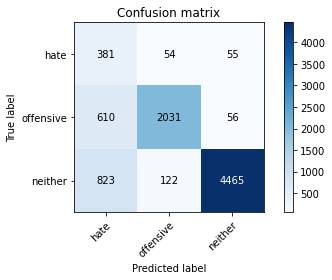 Confusion matrix
True label
hate
offensive
neither
381 54 55
610 2031 56
823 122 4465
hate
offensive
neither
Predicted label
4000
3500
3000
2500
2000
1500
1000
500